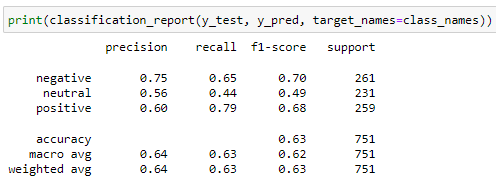 print(classification_report(y_test, y_pred, target_names=class_names))
precision recall f1-score support
negative 0.75 0.65 0.70 261
neutral 0.56 0.44 0.49 231
positive 0.60 0.79 0.68 259
accuracy 0.63 751
macro avg 0.64 0.63 0.62 751
weighted avg 0.64 0.63 0.63 751